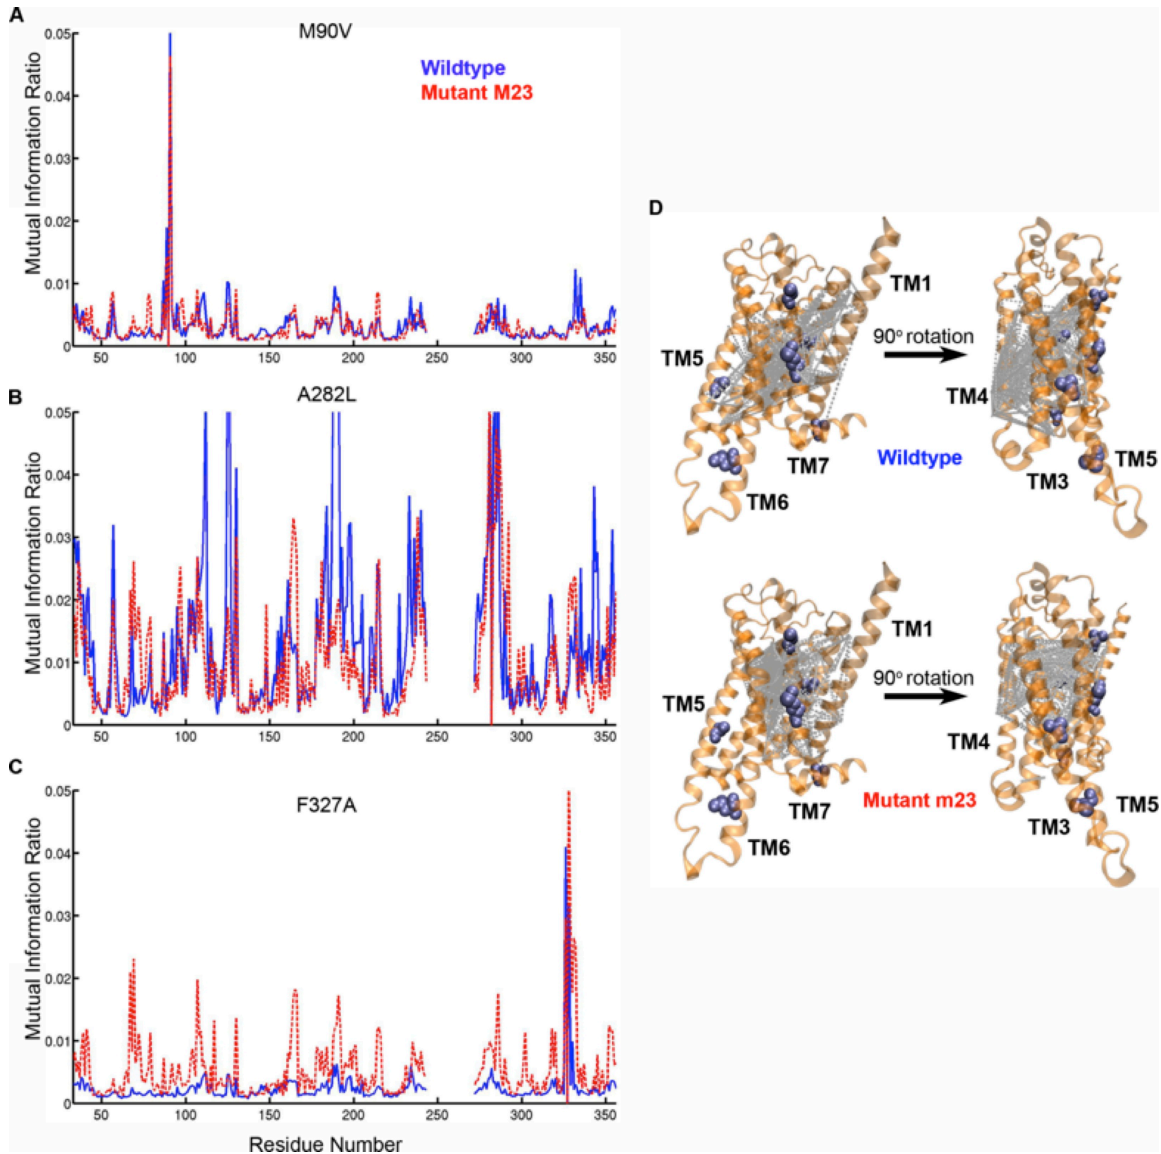 A
M90V
Mutual Information Ratio
0.05
0.04
0.03
0.02
0.01
0
Wildtype
Mutant M23
50 100 150 200 250 300 350
B
A282L
Mutual Information Ratio
0.05
0.04
0.03
0.02
0.01
0
50 100 150 200 250 300 350
C
F327A
Mutual Information Ratio
0.05
0.04
0.03
0.02
0.01
0
50 100 150 200 250 300 350
Residue Number
D
TM1
90° rotation
TM5
TM4
TM7
Wildtype
TM3
TM5
TM6
TM1
90° rotation
TM5
TM4
TM7
Mutant m23
TM3
TM5
TM6